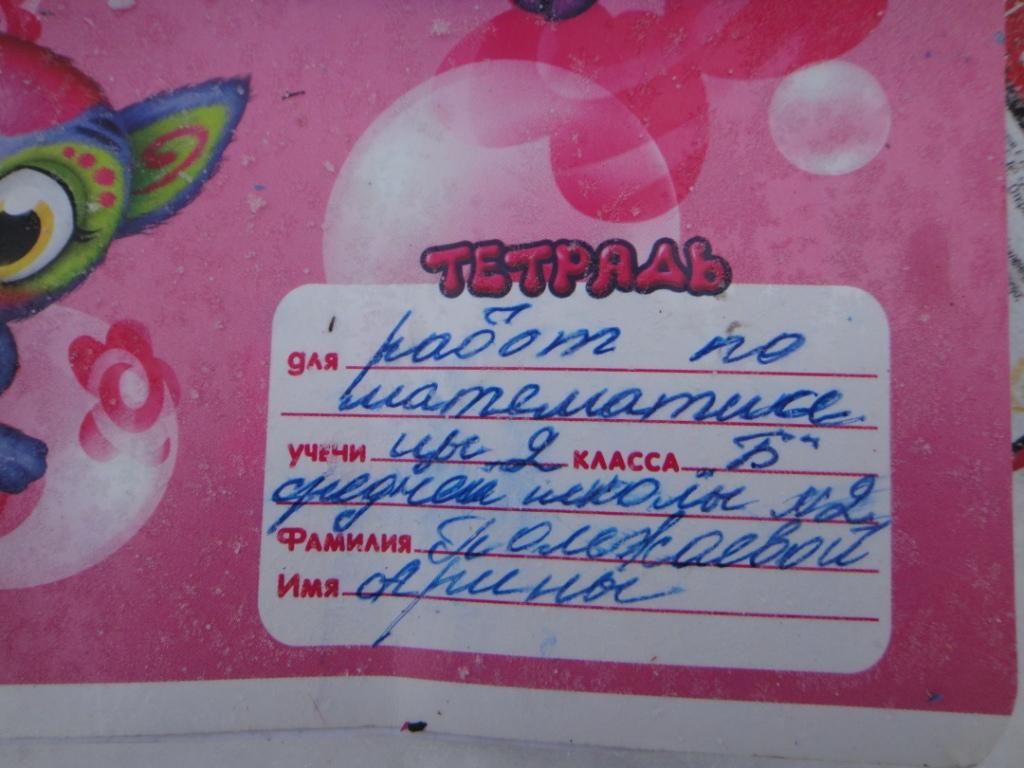 ТЕТРАДЬ
для работ по
математике
учени цы 2 класса „Б“
средней школы №2
Фамилия Полежаевой
Имя Арины